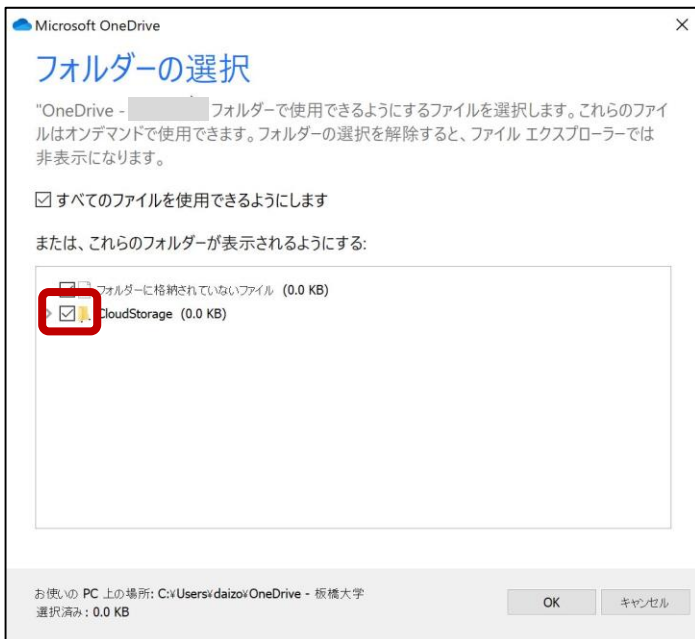 Microsoft OneDrive
フォルダーの選択
"OneDrive - フォルダーで使用できるようにするファイルを選択します。これらのファイ
ルはオンデマンドで使用できます。フォルダーの選択を解除すると、ファイル エクスプローラーでは
非表示になります。
すべてのファイルを使用できるようにします
または、これらのフォルダーが表示されるようにする:
フォルダーに格納されていないファイル (0.0 KB)
CloudStorage (0.0 KB)
お使いの PC 上の場所: C:¥Users¥daizo¥OneDrive - 板橋大学
選択済み: 0.0 KB
OK
キャンセル